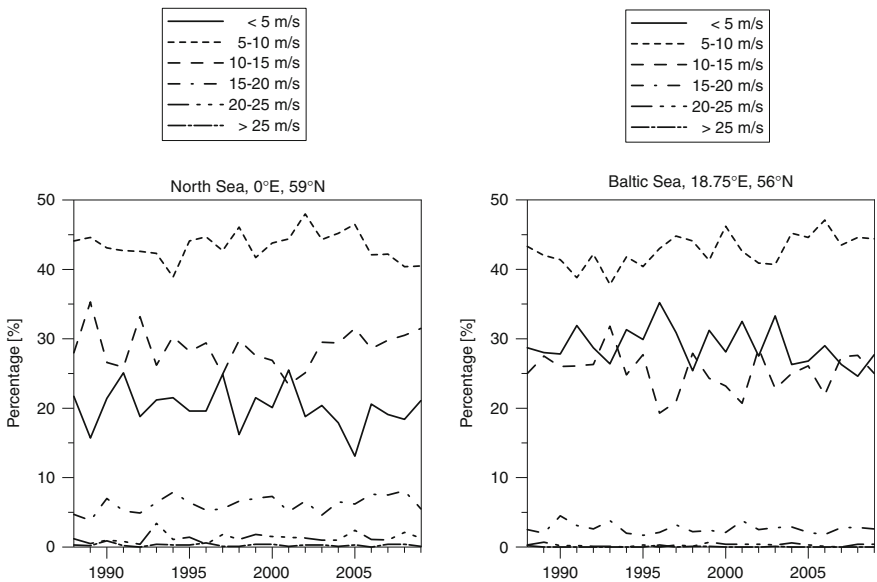 < 5 m/s
5-10 m/s
10-15 m/s
15-20 m/s
20-25 m/s
> 25 m/s
North Sea, 0°E, 59°N
Percentage [%]
50
40
30
20
10
0
1990
1995
2000
2005
< 5 m/s
5-10 m/s
10-15 m/s
15-20 m/s
20-25 m/s
> 25 m/s
Baltic Sea, 18.75°E, 56°N
Percentage [%]
50
40
30
20
10
0
1990
1995
2000
2005